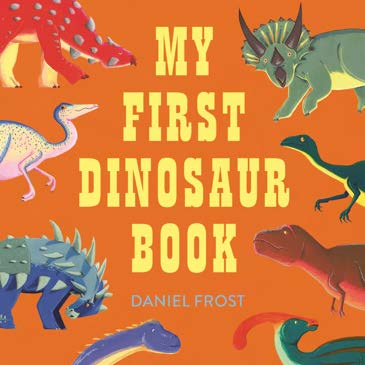 MY
FIRST
DINOSAUR
BOOK
DANIEL FROST